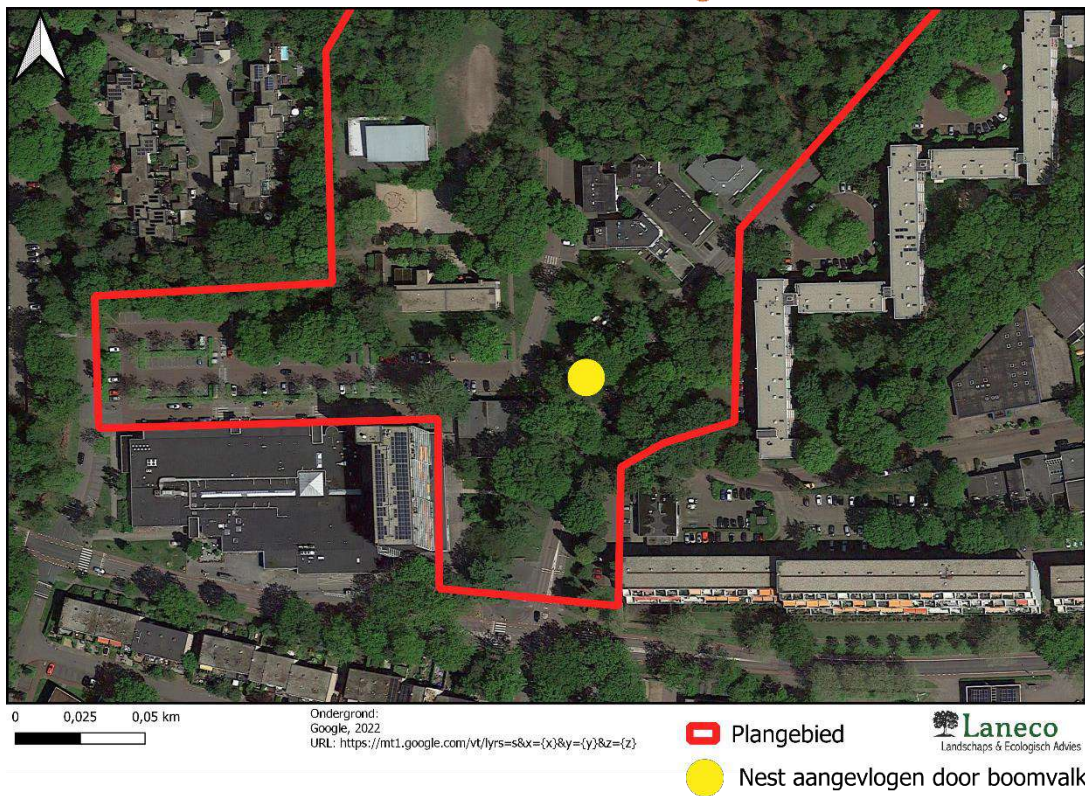 0 0,025 0,05 km
Ondergrond:
Google, 2022
URL: https://mt1.google.com/vt/lyrs=s&x={x}&y={y}&z={z}
Plangebied
Laneco
Landschaps & Ecologisch Advies
Nest aangevlogen door boomvalk